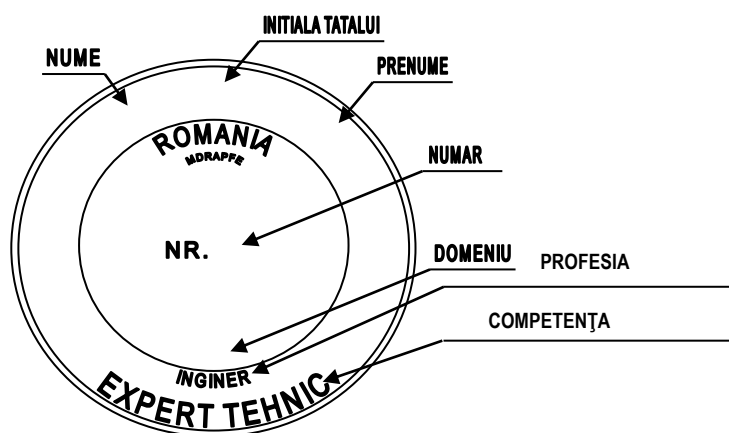 INITIALA TATALUI
NUME
PRENUME
ROMANIA
MDRAPFE
NUMAR
NR.
DOMENIU
PROFESIA
COMPETENŢA
INGINER
EXPERT TEHNIC